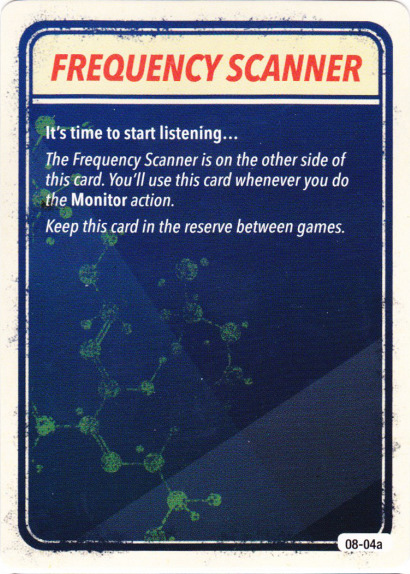 FREQUENCY SCANNER
It's time to start listening...
The Frequency Scanner is on the other side of
this card. You'll use this card whenever you do
the Monitor action.
Keep this card in the reserve between games.
08-04a